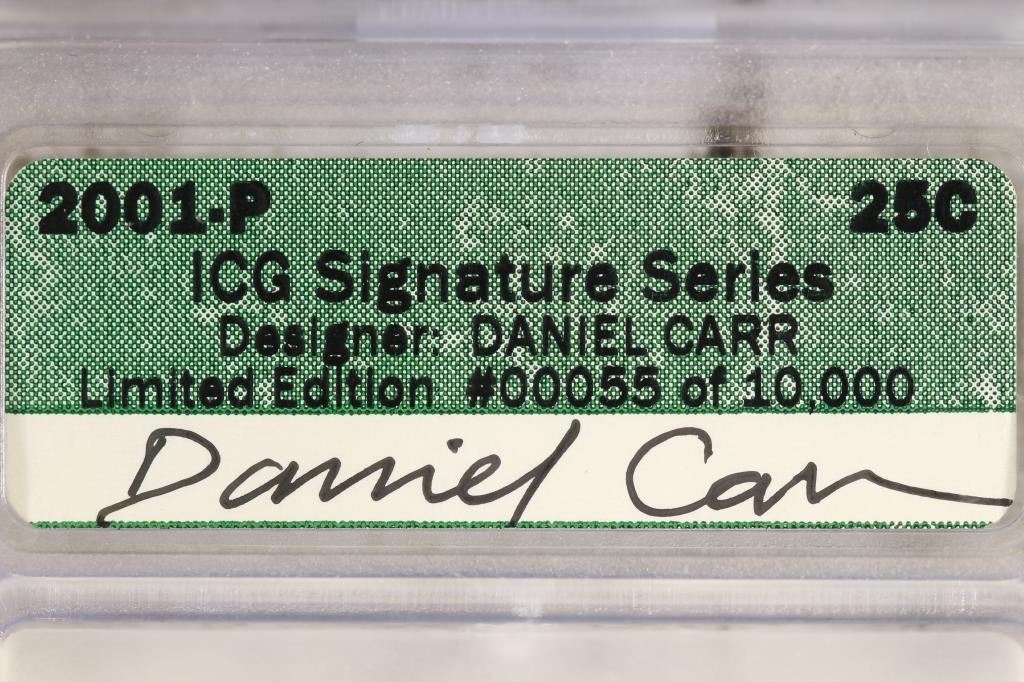 2001-P 25C
ICG Signature Series
Designer: DANIEL CARR
Limited Edition #00055 of 10,000
Daniel Carr